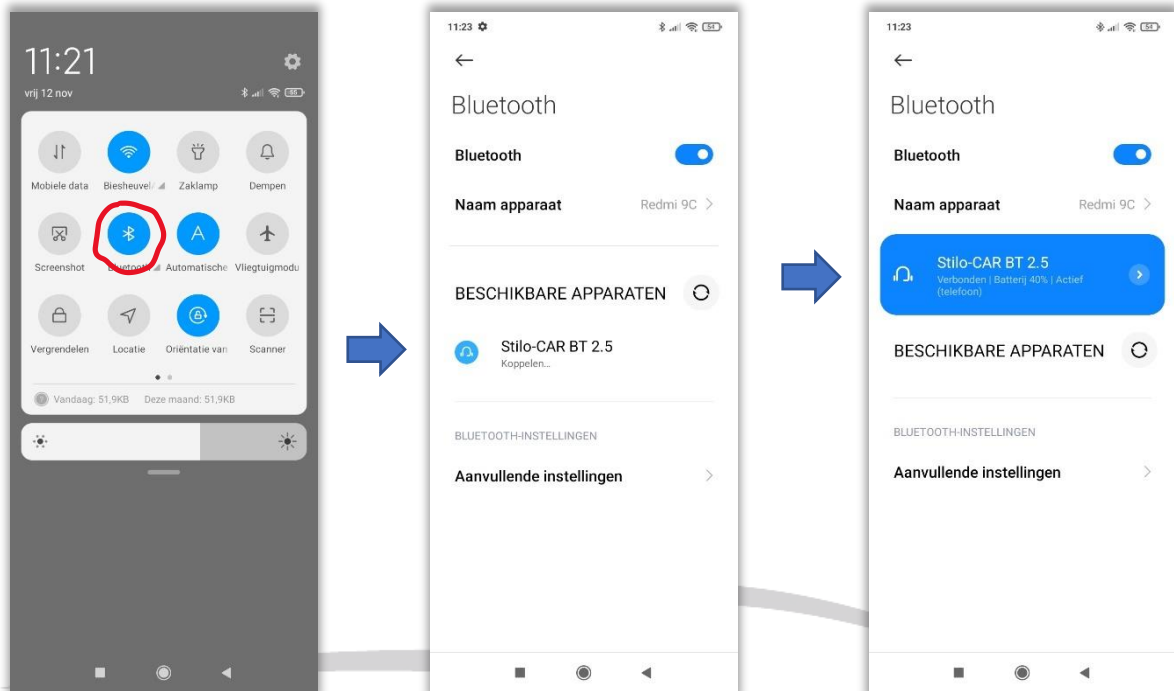 11:21
vrij 12 nov
Mobiele data
Biesheuvel/
Zaklamp
Dempen
Screenshot
Bluetooth
Automatische
Vliegtuigmodu
Vergrendelen
Locatie
Oriëntatie van
Scanner
Vandaag: 51,9KB Deze maand: 51,9KB
11:23
54
Bluetooth
Bluetooth
Naam apparaat Redmi 9C
BESCHIKBARE APPARATEN
Stilo-CAR BT 2.5
Koppelen...
BLUETOOTH-INSTELLINGEN
Aanvullende instellingen
11:23
54
Bluetooth
Bluetooth
Naam apparaat Redmi 9C
Stilo-CAR BT 2.5
Verbonden | Batterij 40% | Actief
(telefoon)
BESCHIKBARE APPARATEN
BLUETOOTH-INSTELLINGEN
Aanvullende instellingen